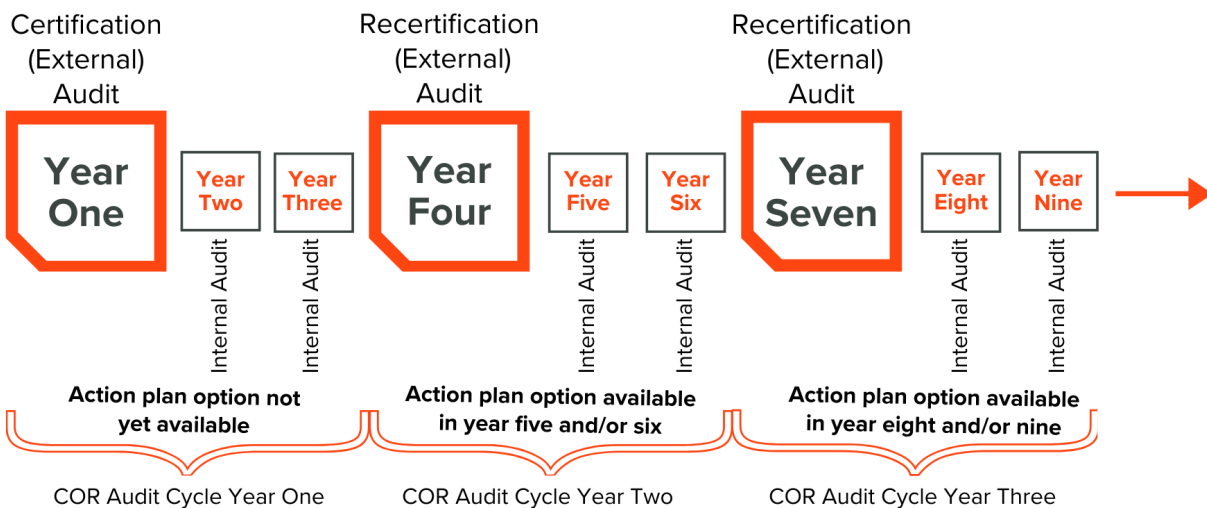 Certification
(External)
Audit
Recertification
(External)
Audit
Recertification
(External)
Audit
Year
One
Year
Two
Year
Three
Year
Four
Year
Five
Year
Six
Year
Seven
Year
Eight
Year
Nine
Internal Audit
Internal Audit
Internal Audit
Internal Audit
Internal Audit
Internal Audit
Action plan option not
yet available
Action plan option available
in year five and/or six
Action plan option available
in year eight and/or nine
COR Audit Cycle Year One
COR Audit Cycle Year Two
COR Audit Cycle Year Three